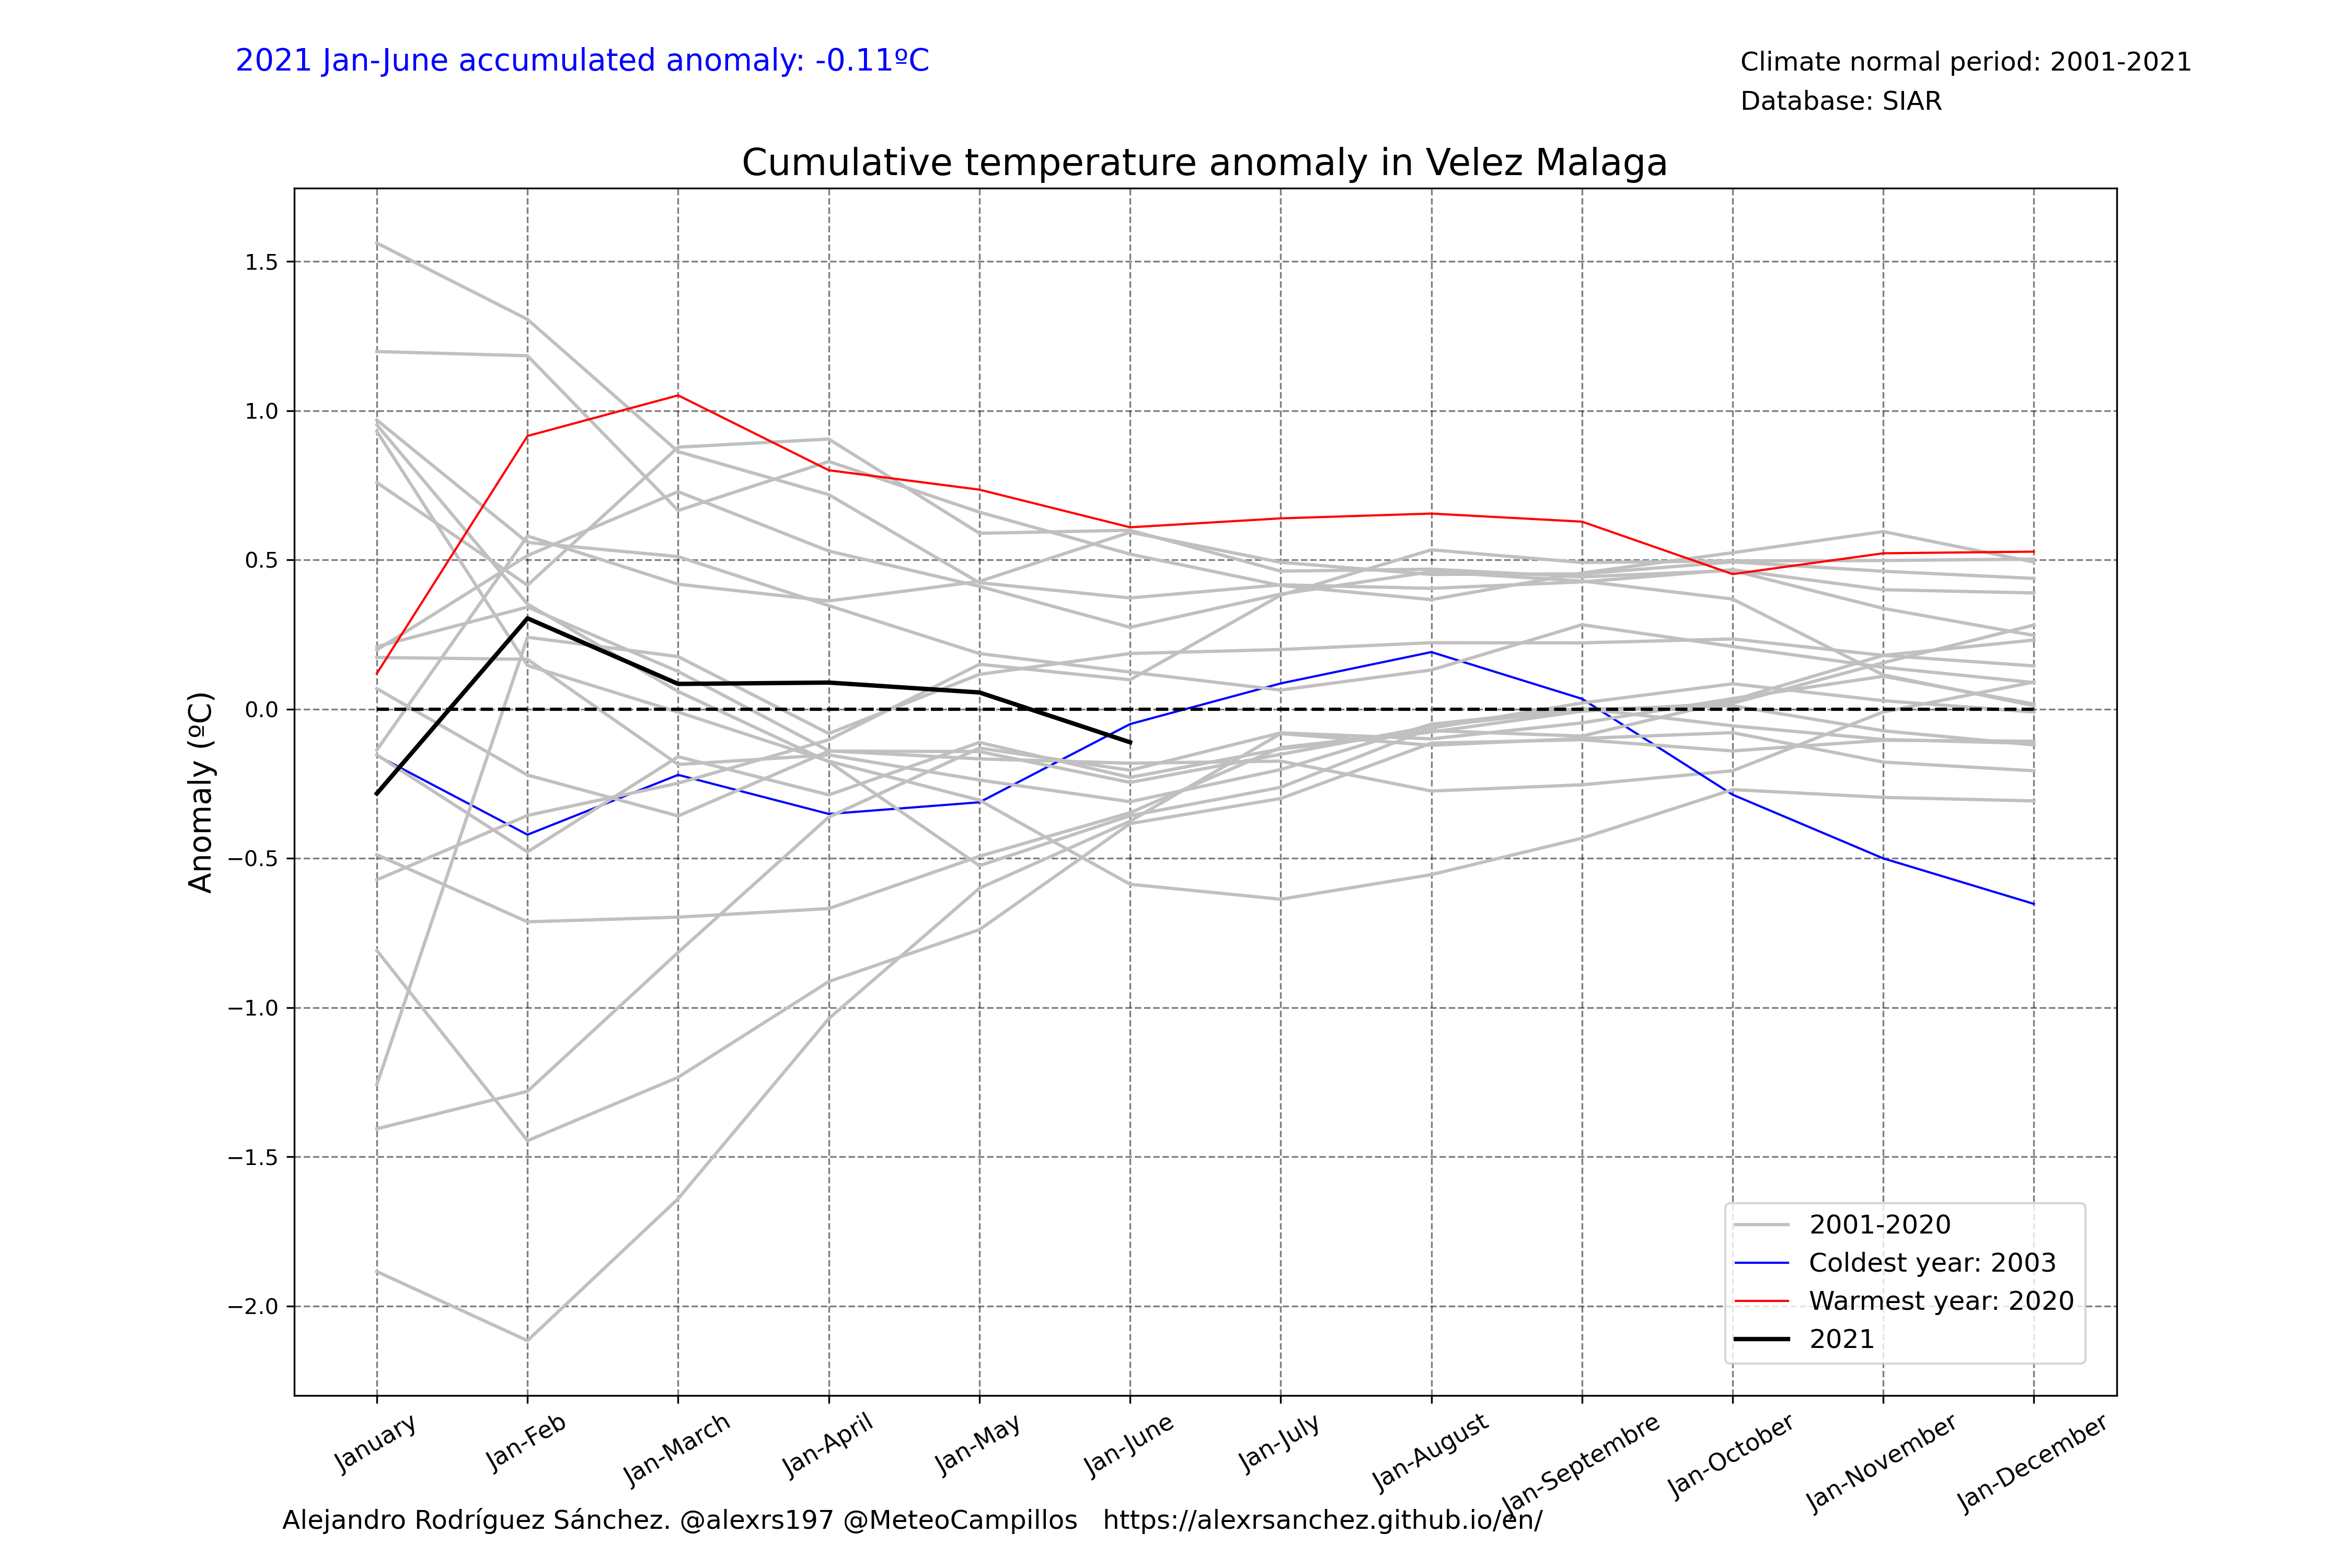 2021 Jan-June accumulated anomaly: -0.11ºC
Climate normal period: 2001-2021
Database: SIAR
Cumulative temperature anomaly in Velez Malaga
Anomaly (ºC)
1.5
1.0
0.5
0.0
−0.5
−1.0
−1.5
−2.0
2001-2020
Coldest year: 2003
Warmest year: 2020
2021
January
Jan-Feb
Jan-March
Jan-April
Jan-May
Jan-June
Jan-July
Jan-August
Jan-Septembre
Jan-October
Jan-November
Jan-December
Alejandro Rodríguez Sánchez. @alexrs197 @MeteoCampillos https://alexrsanchez.github.io/en/